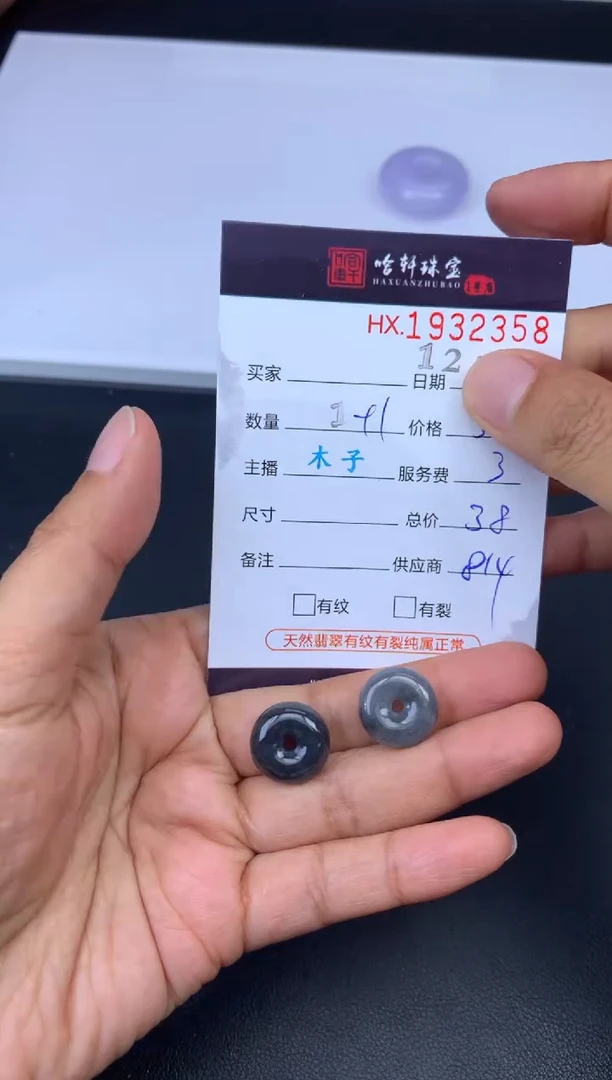 哈轩珠宝
HAXUANZHUBAO
HX.1932358
买家 日期 12
数量 1+1 价格
主播 木子 服务费 3
尺寸 总价 38
备注 供应商 814
有纹 有裂
天然翡翠有纹有裂纯属正常